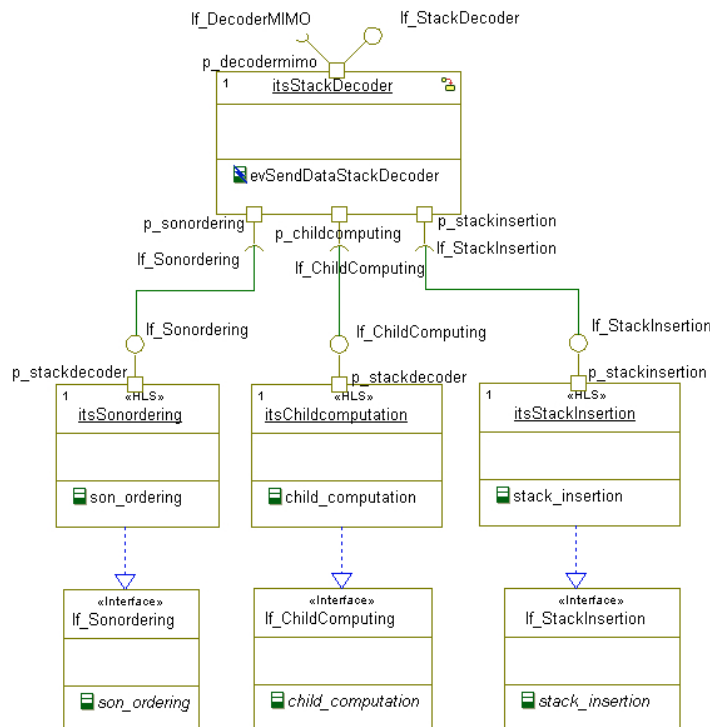 If_DecoderMIMO
If_StackDecoder
p_decodermimo
1
itsStackDecoder
evSendDataStackDecoder
p_sonordering
p_childcomputing
p_stackinsertion
If_Sonordering
If_ChildComputing
If_StackInsertion
If_Sonordering
If_ChildComputing
If_StackInsertion
p_stackdecoder
p_stackdecoder
p_stackinsertion
1
«HLS»
itsSonordering
son_ordering
1
«HLS»
itsChildcomputation
child_computation
1
«HLS»
itsStackInsertion
stack_insertion
«Interface»
If_Sonordering
son_ordering
«Interface»
If_ChildComputing
child_computation
«Interface»
If_StackInsertion
stack_insertion